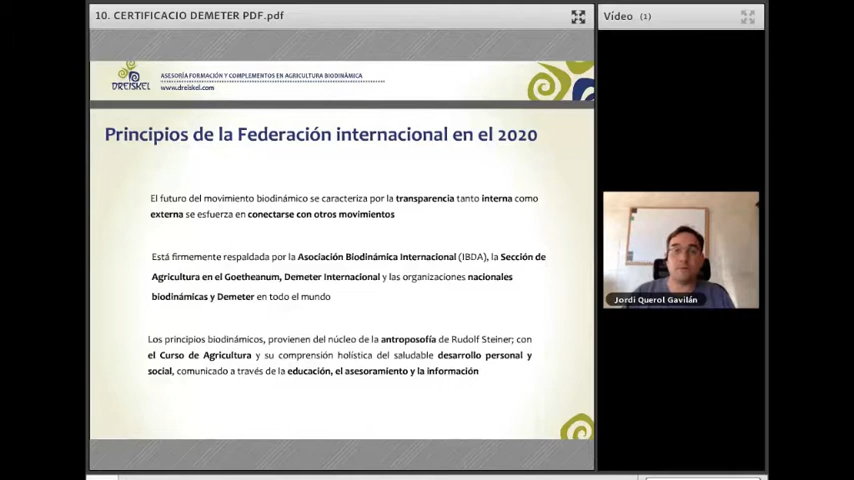 10. CERTIFICACIO DEMETER PDF.pdf
Vídeo (1)
DREISKEL
ASESORÍA FORMACIÓN Y COMPLEMENTOS EN AGRICULTURA BIODINÁMICA
www.dreiskel.com
Principios de la Federación internacional en el 2020
El futuro del movimiento biodinámico se caracteriza por la transparencia tanto interna como
externa se esfuerza en conectarse con otros movimientos
Está firmemente respaldada por la Asociación Biodinámica Internacional (IBDA), la Sección de
Agricultura en el Goetheanum, Demeter Internacional y las organizaciones nacionales
biodinámicas y Demeter en todo el mundo
Los principios biodinámicos, provienen del núcleo de la antroposofía de Rudolf Steiner; con
el Curso de Agricultura y su comprensión holística del saludable desarrollo personal y
social, comunicado a través de la educación, el asesoramiento y la información
Jordi Querol Gavilán